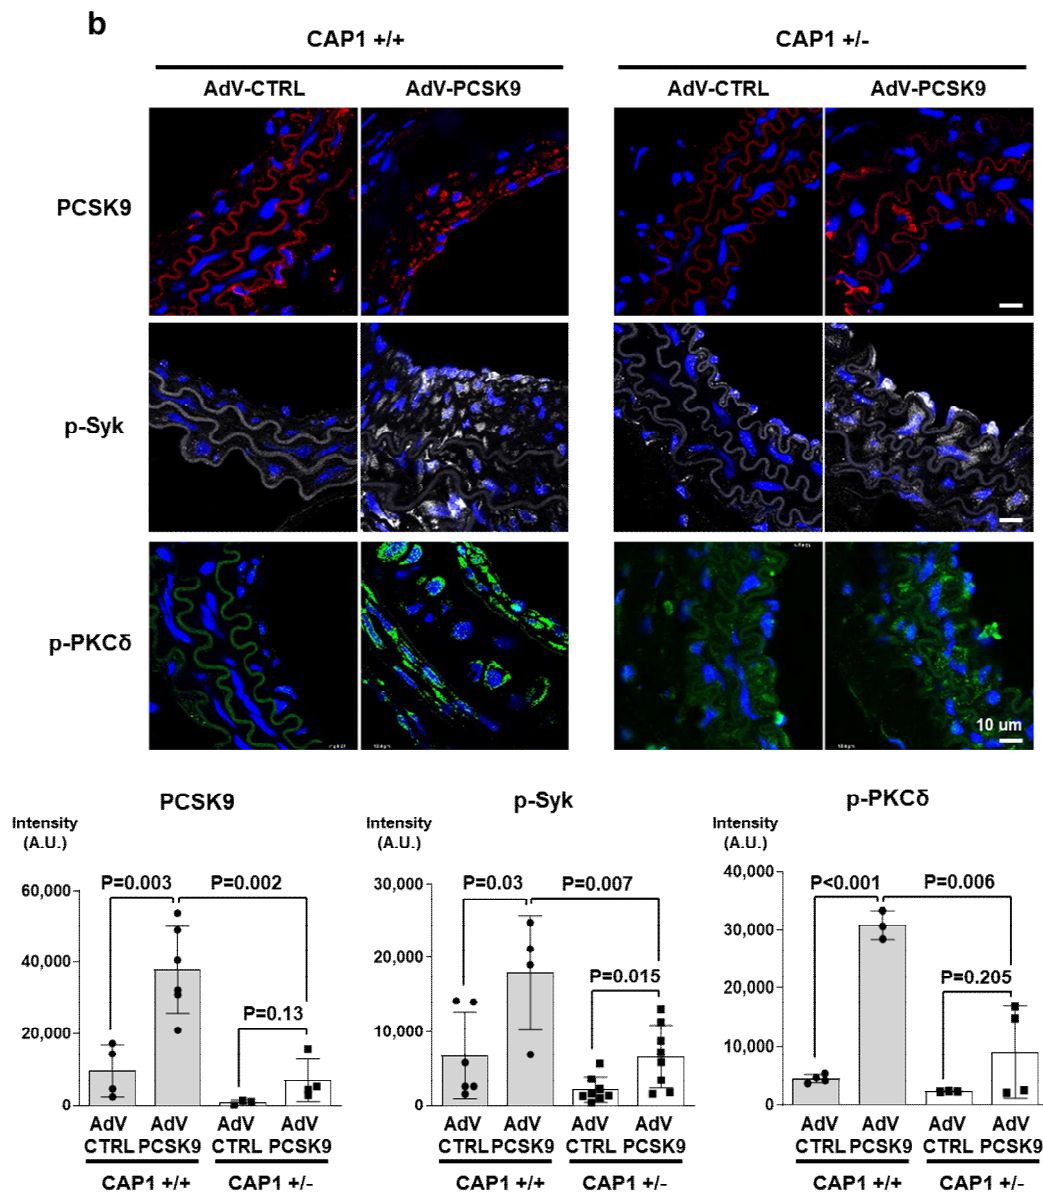 b
CAP1 +/+
CAP1 +/-
AdV-CTRL
AdV-PCSK9
AdV-CTRL
AdV-PCSK9
PCSK9
p-Syk
p-PKCδ
10 um
PCSK9
Intensity
(A.U.)
60,000
40,000
20,000
0
P=0.003
P=0.002
P=0.13
AdV
CTRL
AdV
PCSK9
AdV
CTRL
AdV
PCSK9
CAP1 +/+
CAP1 +/-
p-Syk
Intensity
(A.U.)
30,000
20,000
10,000
0
P=0.03
P=0.007
P=0.015
AdV
CTRL
AdV
PCSK9
AdV
CTRL
AdV
PCSK9
CAP1 +/+
CAP1 +/-
p-PKCδ
Intensity
(A.U.)
40,000
30,000
20,000
10,000
0
P<0.001
P=0.006
P=0.205
AdV
CTRL
AdV
PCSK9
AdV
CTRL
AdV
PCSK9
CAP1 +/+
CAP1 +/-